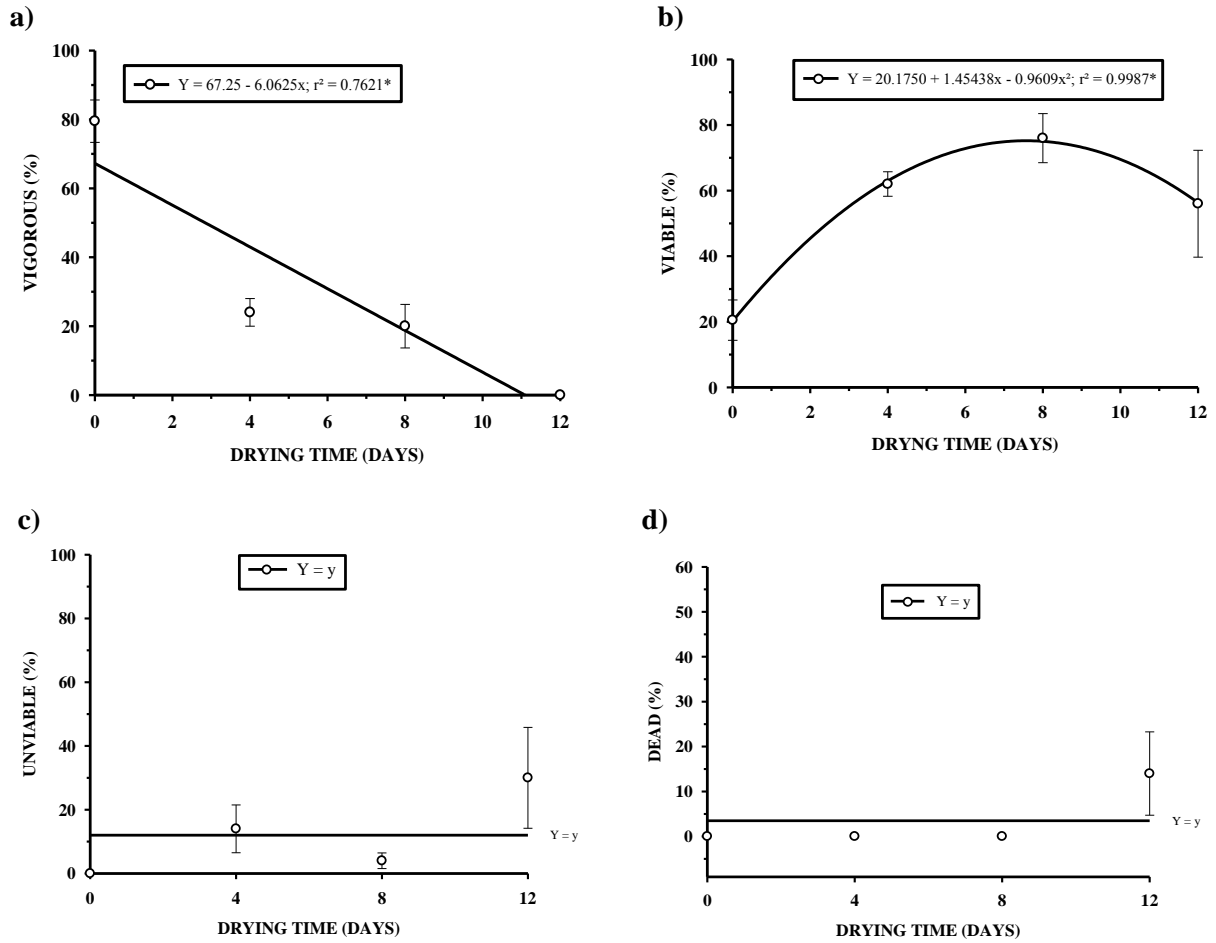 a)
Y = 67.25 - 6.0625x; r² = 0.7621*
VIGOROUS (%)
100
80
60
40
20
0
0 2 4 6 8 10 12
DRYING TIME (DAYS)
b)
Y = 20.1750 + 1.45438x - 0.9609x²; r² = 0.9987*
VIABLE (%)
100
80
60
40
20
0
0 2 4 6 8 10 12
DRYNG TIME (DAYS)
c)
Y = y
UNVIABLE (%)
100
80
60
40
20
0
Y = y
0 4 8 12
DRYING TIME (DAYS)
d)
Y = y
DEAD (%)
60
50
40
30
20
10
0
Y = y
0 4 8 12
DRYING TIME (DAYS)